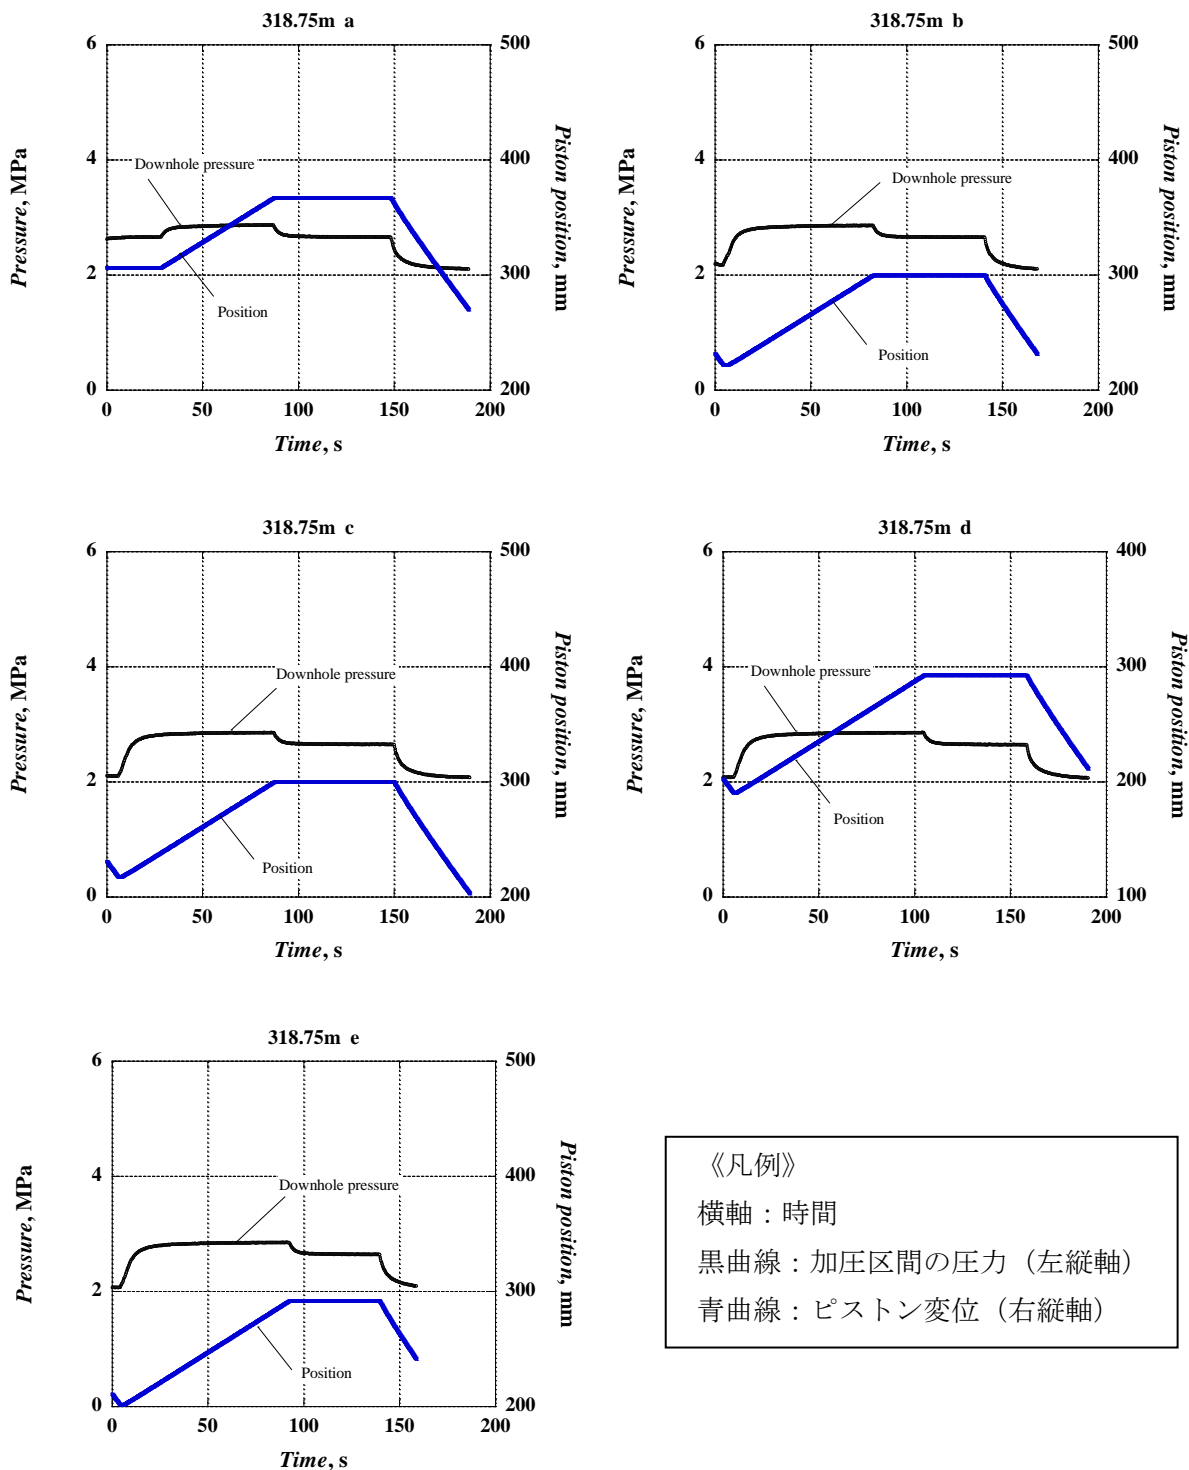 318.75m a
6
4
2
0
500
400
300
200
0
50
100
150
200
Pressure, MPa
Piston position, mm
Time, s
Downhole pressure
Position
318.75m b
6
4
2
0
500
400
300
200
0
50
100
150
200
Pressure, MPa
Piston position, mm
Time, s
Downhole pressure
Position
318.75m c
6
4
2
0
500
400
300
200
0
50
100
150
200
Pressure, MPa
Piston position, mm
Time, s
Downhole pressure
Position
318.75m d
6
4
2
0
400
300
200
100
0
50
100
150
200
Pressure, MPa
Piston position, mm
Time, s
Downhole pressure
Position
318.75m e
6
4
2
0
500
400
300
200
0
50
100
150
200
Pressure, MPa
Piston position, mm
Time, s
Downhole pressure
Position
《凡例》
横軸：時間
黒曲線：加圧区間の圧力（左縦軸）
青曲線：ピストン変位（右縦軸）